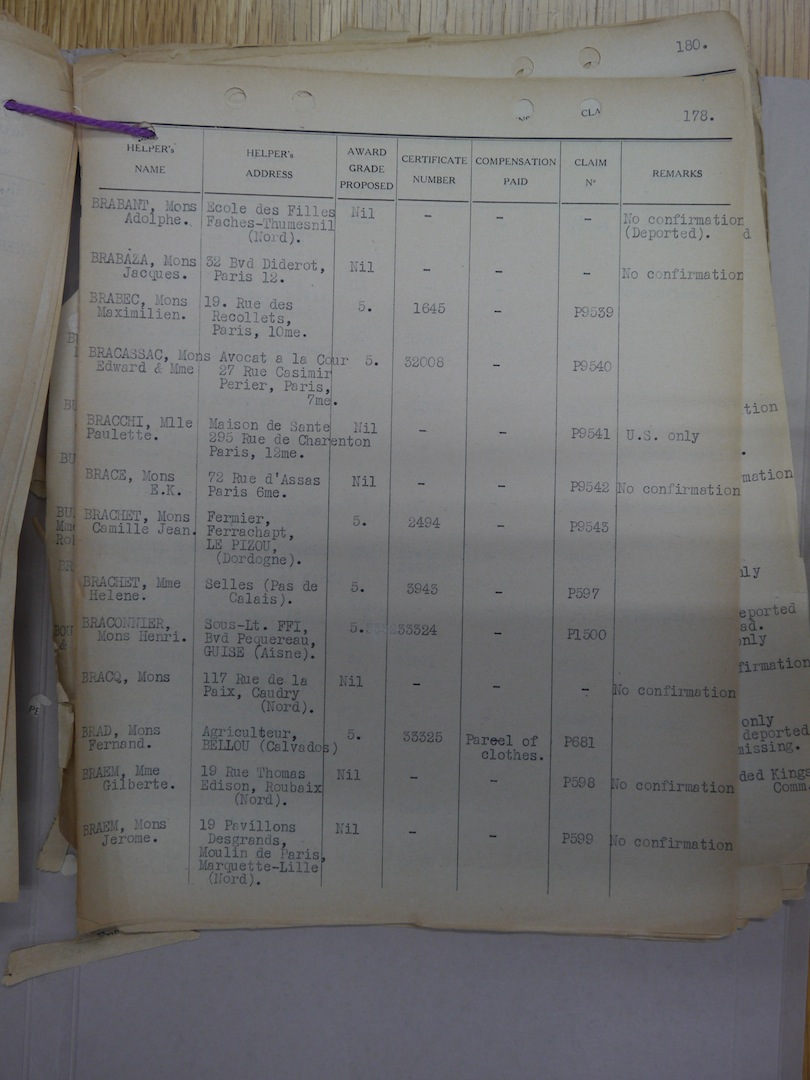 180.
CLA
178.
HELPER's NAME
HELPER's ADDRESS
AWARD GRADE PROPOSED
CERTIFICATE NUMBER
COMPENSATION PAID
CLAIM Nº
REMARKS
BRABANT, Mons Ecole des Filles Nil - - - No confirmation
Adolphe. Faches-Thumesnil (Deported).
(Nord).
BRABAZA, Mons 32 Bvd Diderot, Nil - - - No confirmation
Jacques. Paris 12.
BRABEC, Mons 19. Rue des 5. 1645 - P9539
Maximilien. Recollets,
Paris, 10me.
BRACASSAC, Mons Avocat a la Cour 5. 32008 - P9540
Edward & Mme 27 Rue Casimir
Perier, Paris,
7me.
BRACCHI, Mlle Maison de Sante Nil - - P9541 U.S. only
Paulette. 295 Rue de Charenton
Paris, 12me.
BRACE, Mons 72 Rue d'Assas Nil - - P9542 No confirmation
E.K. Paris 6me.
BRACHET, Mons Fermier, 5. 2494 - P9543
Camille Jean. Ferrachapt,
LE PIZOU,
(Dordogne).
BRACHET, Mme Selles (Pas de 5. 3943 - P597
Helene. Calais).
BRACONNIER, Sous-Lt. FFI, 5. 33324 - P1500
Mons Henri. Bvd Pequereau,
GUISE (Aisne).
BRACQ, Mons 117 Rue de la Nil - - - No confirmation
Paix, Caudry
(Nord).
BRAD, Mons Agriculteur, 5. 33325 Parcel of P681
Fernand. BELLOU (Calvados) clothes.
BRAEM, Mme 19 Rue Thomas Nil - - P598 No confirmation
Gilberte. Edison, Roubaix
(Nord).
BRAEM, Mons 19 Pavillons Nil - - P599 No confirmation
Jerome. Desgrands,
Moulin de Paris,
Marquette-Lille
(Nord).